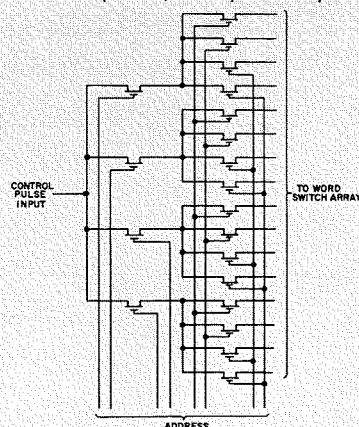 CONTROL
PULSE
INPUT
TO WORD
SWITCH ARRAY
ADDRESS